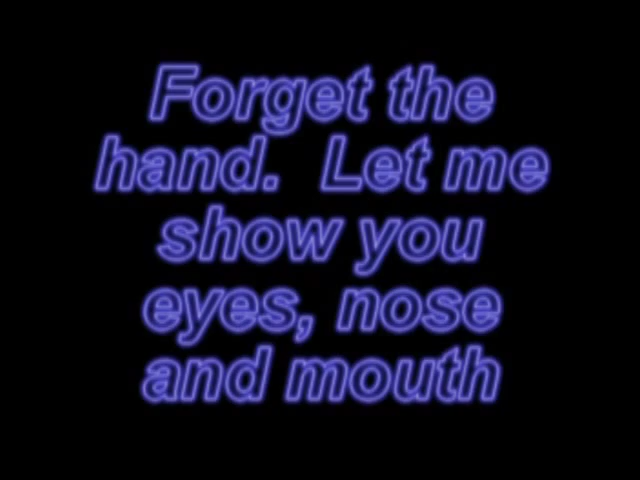 Forget the
hand.  Let me
show you
eyes, nose
and mouth